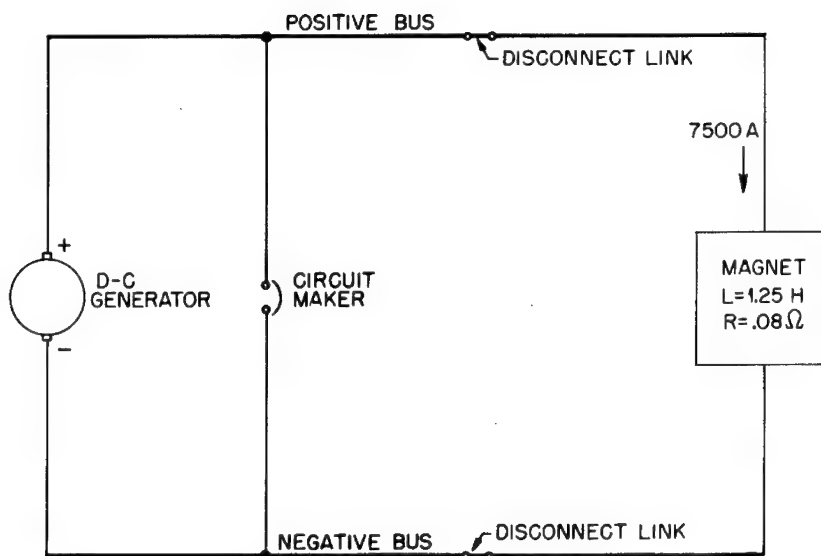 POSITIVE BUS
DISCONNECT LINK
7500 A
+
D-C
GENERATOR
−
CIRCUIT
MAKER
MAGNET
L=1.25 H
R=.08Ω
NEGATIVE BUS
DISCONNECT LINK